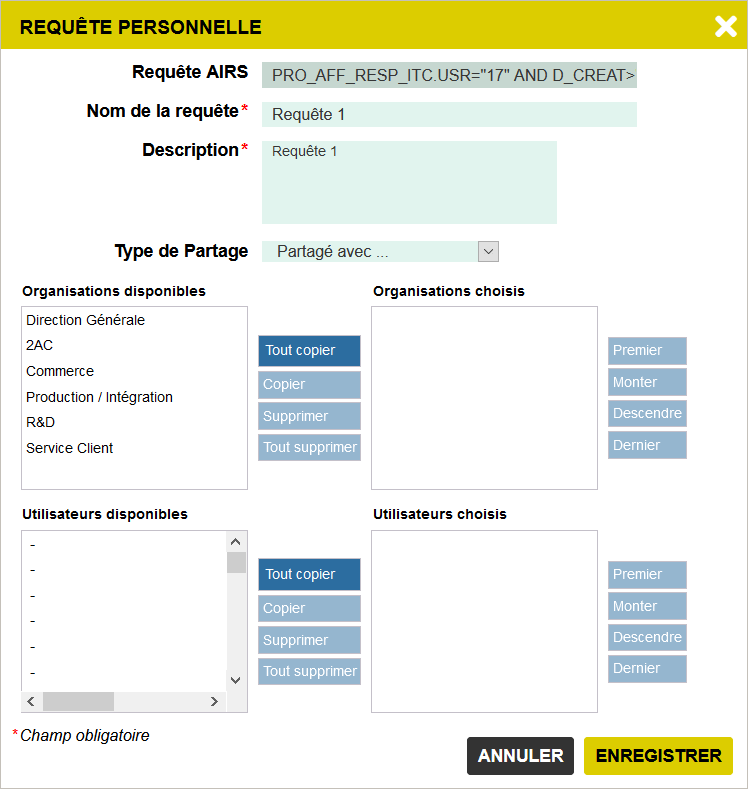 REQUÊTE PERSONNELLE
Requête AIRS PRO_AFF_RESP_ITC.USR="17" AND D_CREAT>
Nom de la requête* Requête 1
Description* Requête 1
Type de Partage Partagé avec ...
Organisations disponibles
Direction Générale
2AC
Commerce
Production / Intégration
R&D
Service Client
Tout copier
Copier
Supprimer
Tout supprimer
Organisations choisis
Premier
Monter
Descendre
Dernier
Utilisateurs disponibles
-
-
-
-
-
-
Tout copier
Copier
Supprimer
Tout supprimer
Utilisateurs choisis
Premier
Monter
Descendre
Dernier
*Champ obligatoire
ANNULER
ENREGISTRER